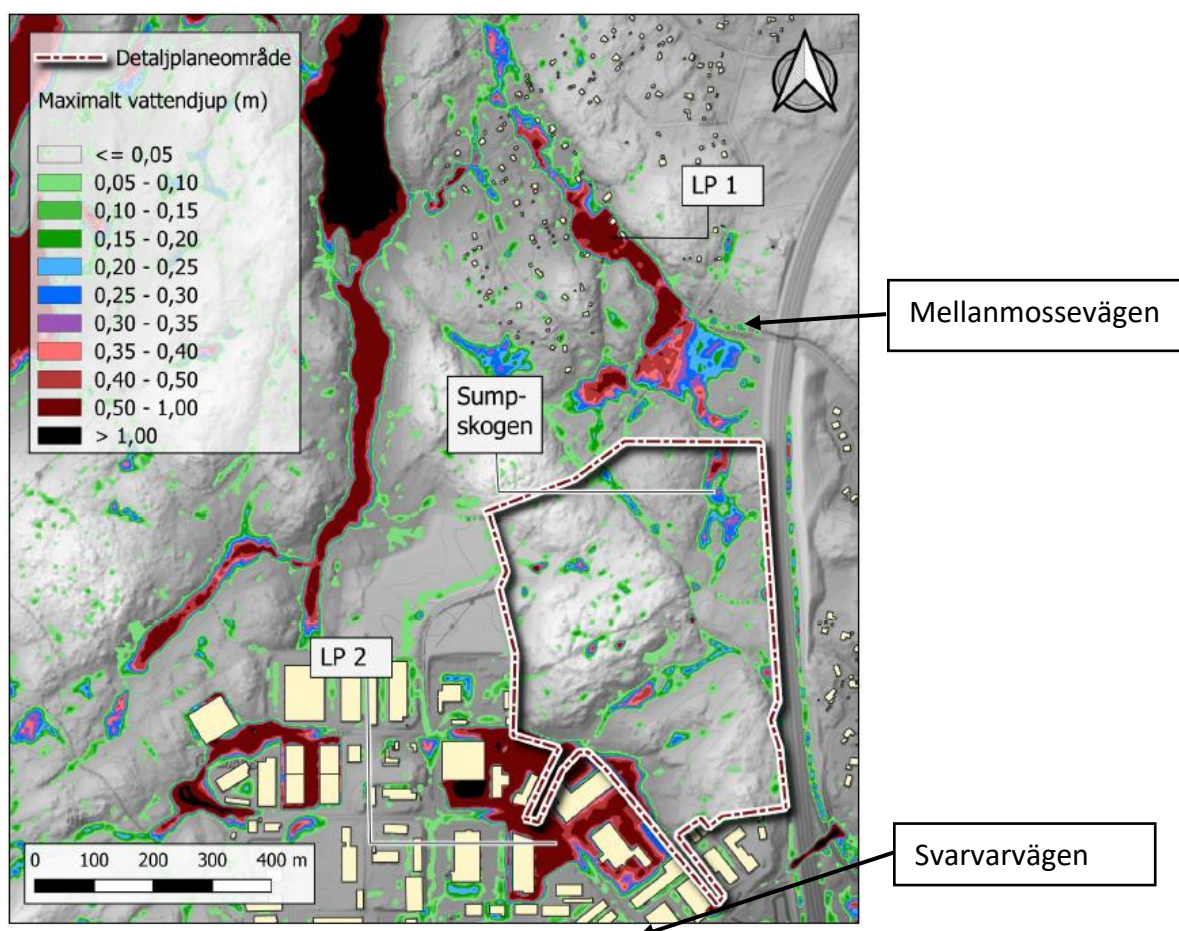 Detaljplaneområde
Maximalt vattendjup (m)
<= 0,05
0,05 - 0,10
0,10 - 0,15
0,15 - 0,20
0,20 - 0,25
0,25 - 0,30
0,30 - 0,35
0,35 - 0,40
0,40 - 0,50
0,50 - 1,00
> 1,00
LP 1
Mellanmossevägen
Sump-
skogen
LP 2
0 100 200 300 400 m
Svarvarvägen